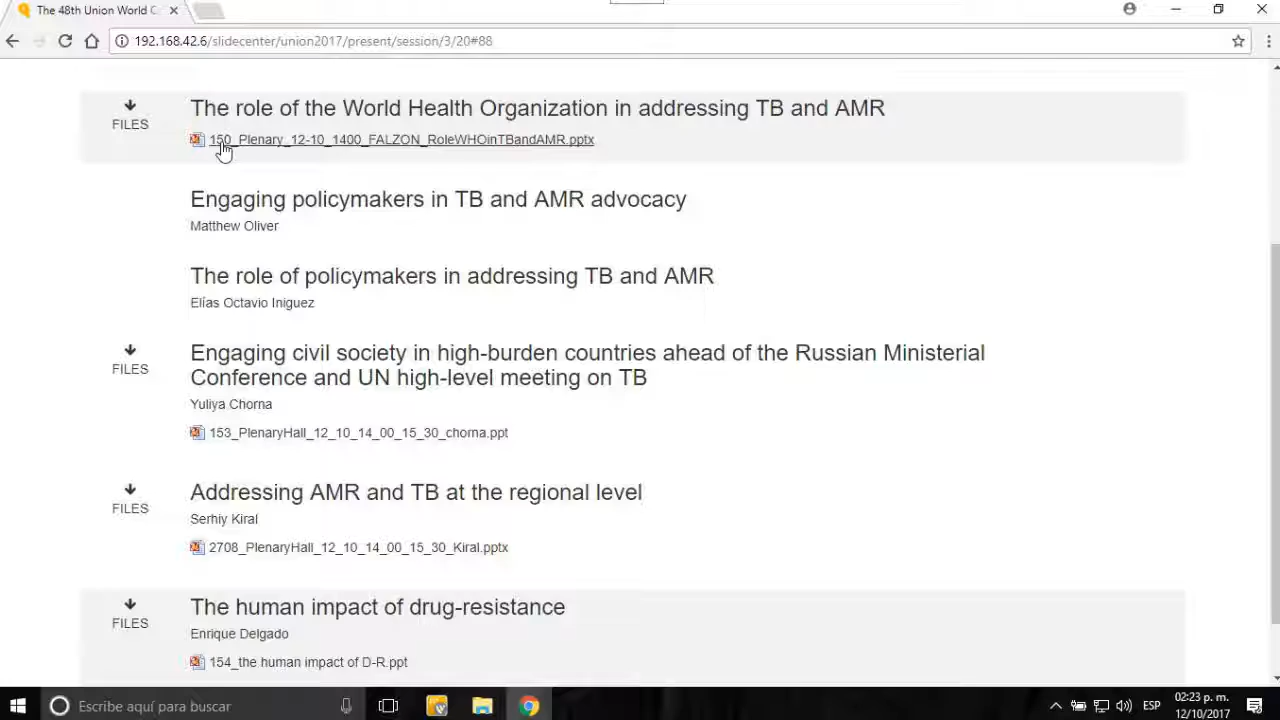 The 48th Union World C
192.168.42.6/slidecenter/union2017/present/session/3/20#88
FILES
The role of the World Health Organization in addressing TB and AMR
150_Plenary_12-10_1400_FALZON_RoleWHOinTBandAMR.pptx
Engaging policymakers in TB and AMR advocacy
Matthew Oliver
The role of policymakers in addressing TB and AMR
Elías Octavio Iniguez
FILES
Engaging civil society in high-burden countries ahead of the Russian Ministerial
Conference and UN high-level meeting on TB
Yuliya Chorna
153_PlenaryHall_12_10_14_00_15_30_chorna.ppt
FILES
Addressing AMR and TB at the regional level
Serhiy Kiral
2708_PlenaryHall_12_10_14_00_15_30_Kiral.pptx
FILES
The human impact of drug-resistance
Enrique Delgado
154_the human impact of D-R.ppt
Escribe aquí para buscar
ESP
02:23 p. m.
12/10/2017